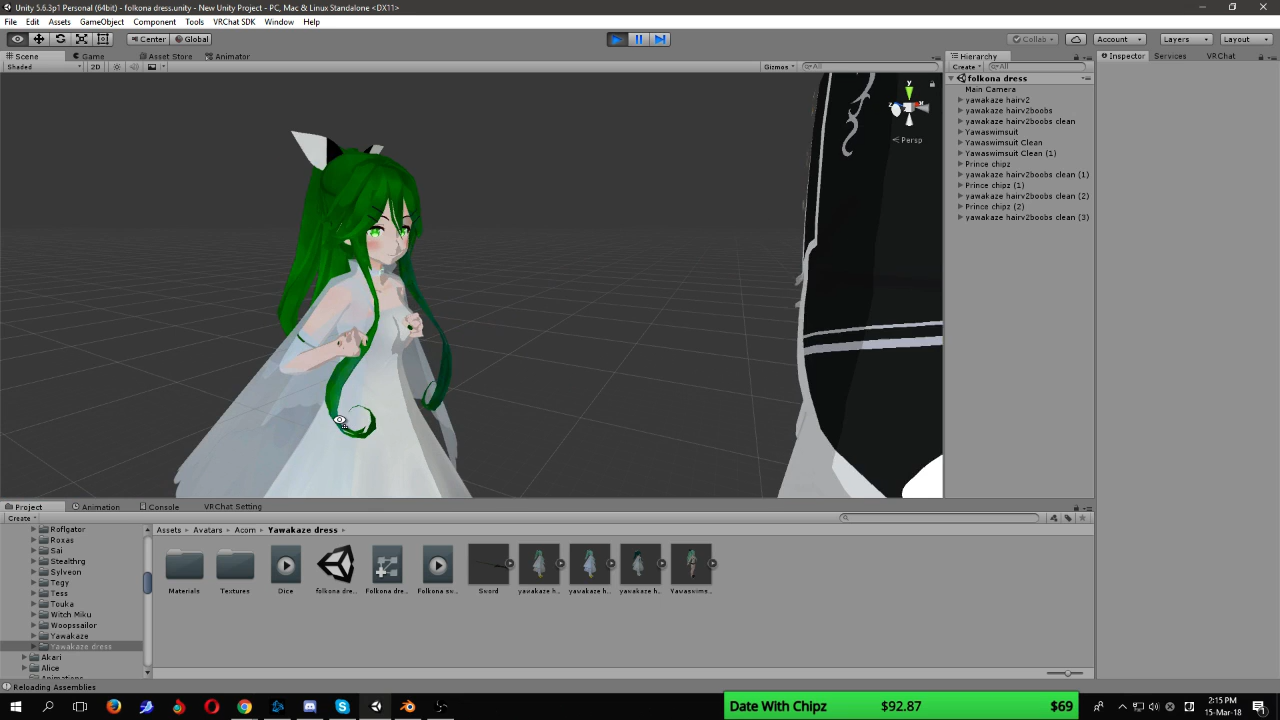 Unity 5.6.3p1 Personal (64bit) - folkona dress.unity - New Unity Project - PC, Mac & Linux Standalone <DX11>
File Edit Assets GameObject Component Tools VRChat SDK Window Help
Center Global Collab Account Layers Layout
Scene Game Asset Store Animator Hierarchy Inspector Services VRChat
Shaded 2D Gizmos All Create All
folkona dress
Main Camera
yawakaze hairv2
yawakaze hairv2boobs
yawakaze hairv2boobs clean
Yawaswimsuit
Yawaswimsuit Clean
Yawaswimsuit Clean (1)
Prince chipz
yawakaze hairv2boobs clean (1)
Prince chipz (1)
yawakaze hairv2boobs clean (2)
Prince chipz (2)
yawakaze hairv2boobs clean (3)
y
x
z
Persp
Project Animation Console VRChat Setting
Create
Assets Avatars Acorn Yawakaze dress
Roflgator
Roxas
Sai
Stealthrg
Sylveon
Tegy
Tess
Touka
Witch Miku
Woopssailor
Yawakaze
Yawakaze dress
Akari
Alice
Animations
Materials Textures Dice folkona dre... Folkona dre... Folkona sw... Sword yawakaze h... yawakaze h... yawakaze h... Yawaswims...
Reloading Assemblies
Date With Chipz $92.87 $69
2:15 PM
15-Mar-18